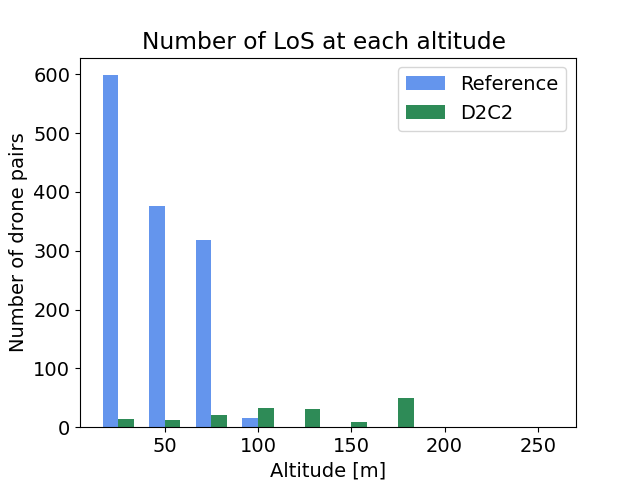 Number of LoS at each altitude
Reference
D2C2
Number of drone pairs
600
500
400
300
200
100
0
50 100 150 200 250
Altitude [m]